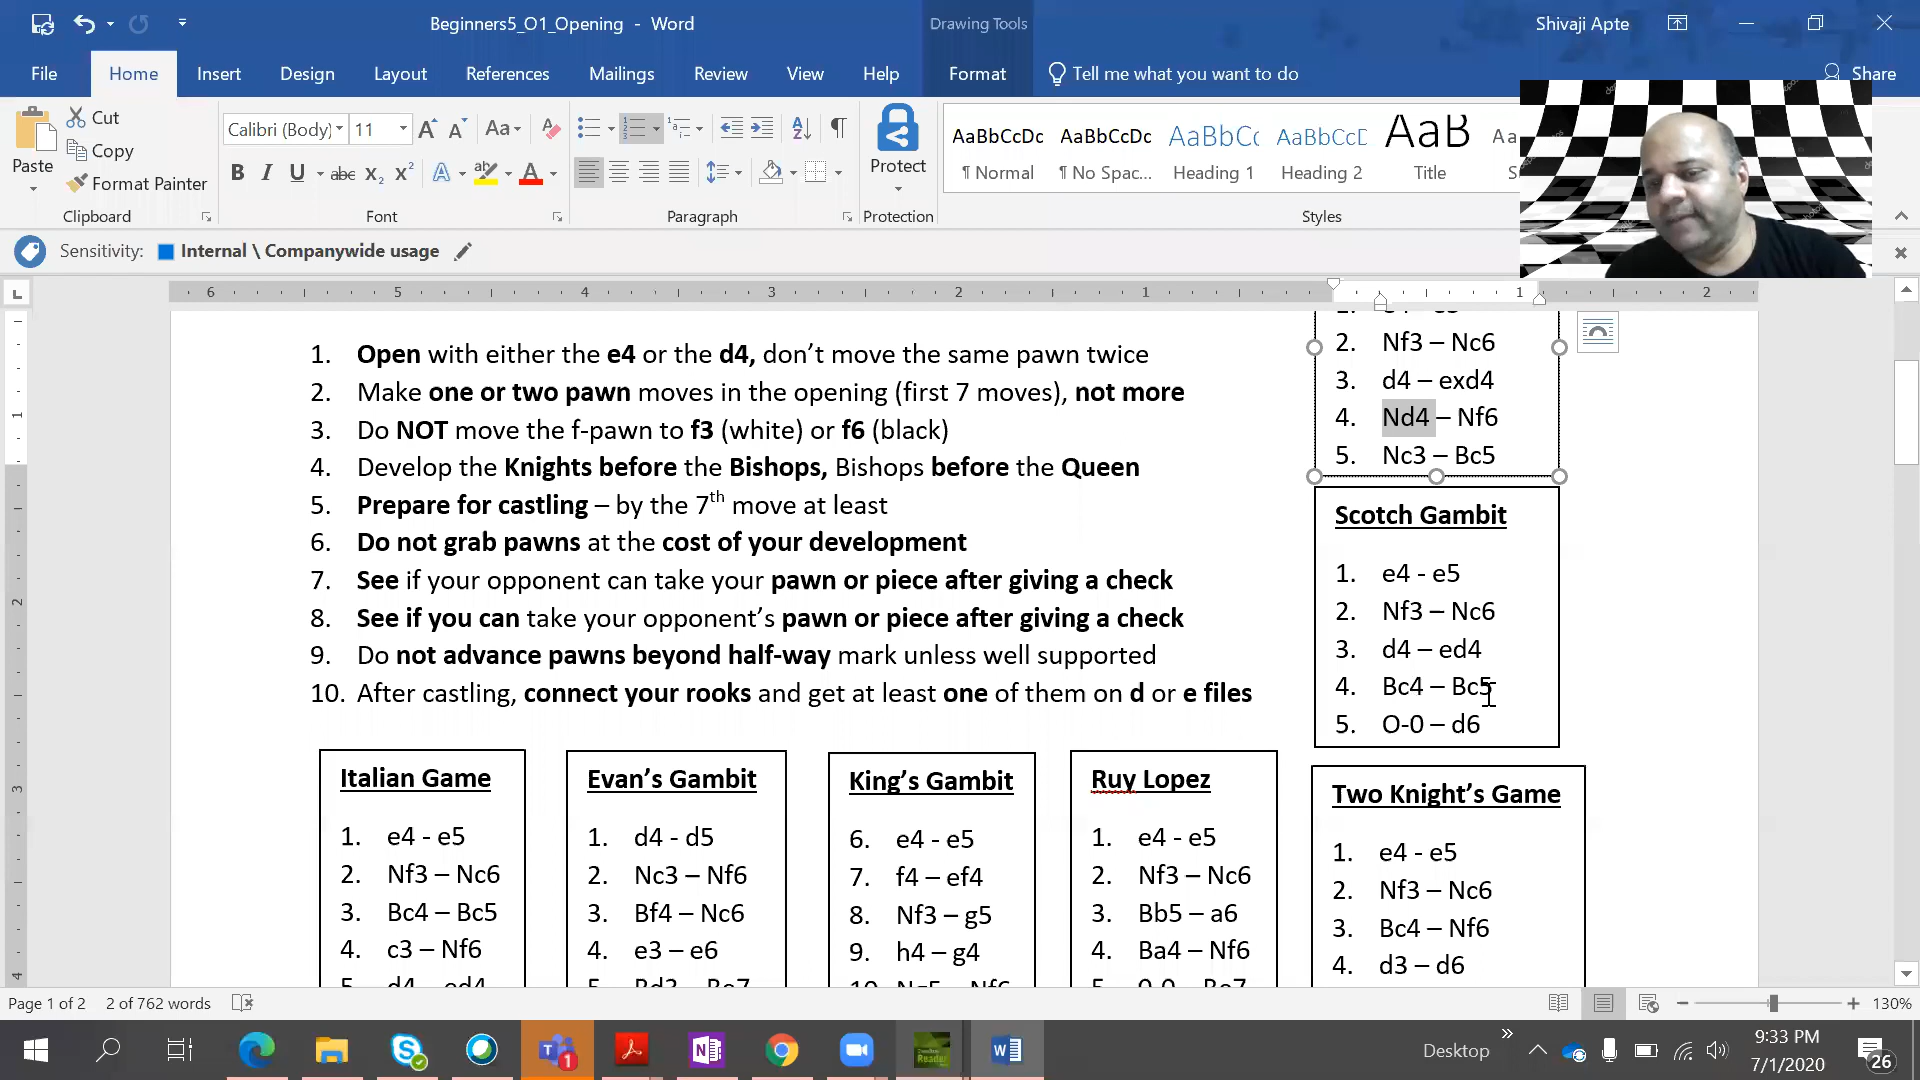 Beginners5_O1_Opening - Word
Drawing Tools
Shivaji Apte
File Home Insert Design Layout References Mailings Review View Help Format Tell me what you want to do Share
Paste
Cut
Copy
Format Painter
Calibri (Body) 11
AaBbCcDc
¶ Normal
AaBbCcDc
¶ No Spac...
Heading 1
Heading 2
AaB
Title
Protect
Clipboard Font Paragraph Protection Styles
Sensitivity: Internal \ Companywide usage
1. Open with either the e4 or the d4, don't move the same pawn twice
2. Make one or two pawn moves in the opening (first 7 moves), not more
3. Do NOT move the f-pawn to f3 (white) or f6 (black)
4. Develop the Knights before the Bishops, Bishops before the Queen
5. Prepare for castling – by the 7th move at least
6. Do not grab pawns at the cost of your development
7. See if your opponent can take your pawn or piece after giving a check
8. See if you can take your opponent's pawn or piece after giving a check
9. Do not advance pawns beyond half-way mark unless well supported
10. After castling, connect your rooks and get at least one of them on d or e files
2. Nf3 – Nc6
3. d4 – exd4
4. Nd4 – Nf6
5. Nc3 – Bc5
Scotch Gambit
1. e4 - e5
2. Nf3 – Nc6
3. d4 – ed4
4. Bc4 – Bc5
5. O-0 – d6
Italian Game
1. e4 - e5
2. Nf3 – Nc6
3. Bc4 – Bc5
4. c3 – Nf6
5. d4 – ed4
Evan's Gambit
1. d4 - d5
2. Nc3 – Nf6
3. Bf4 – Nc6
4. e3 – e6
5. Bd3 – Be7
King's Gambit
6. e4 - e5
7. f4 – ef4
8. Nf3 – g5
9. h4 – g4
10. Ng5 – Nf6
Ruy Lopez
1. e4 - e5
2. Nf3 – Nc6
3. Bb5 – a6
4. Ba4 – Nf6
5. 0-0 – Be7
Two Knight's Game
1. e4 - e5
2. Nf3 – Nc6
3. Bc4 – Nf6
4. d3 – d6
Page 1 of 2 2 of 762 words 130%
Desktop
9:33 PM
7/1/2020
26